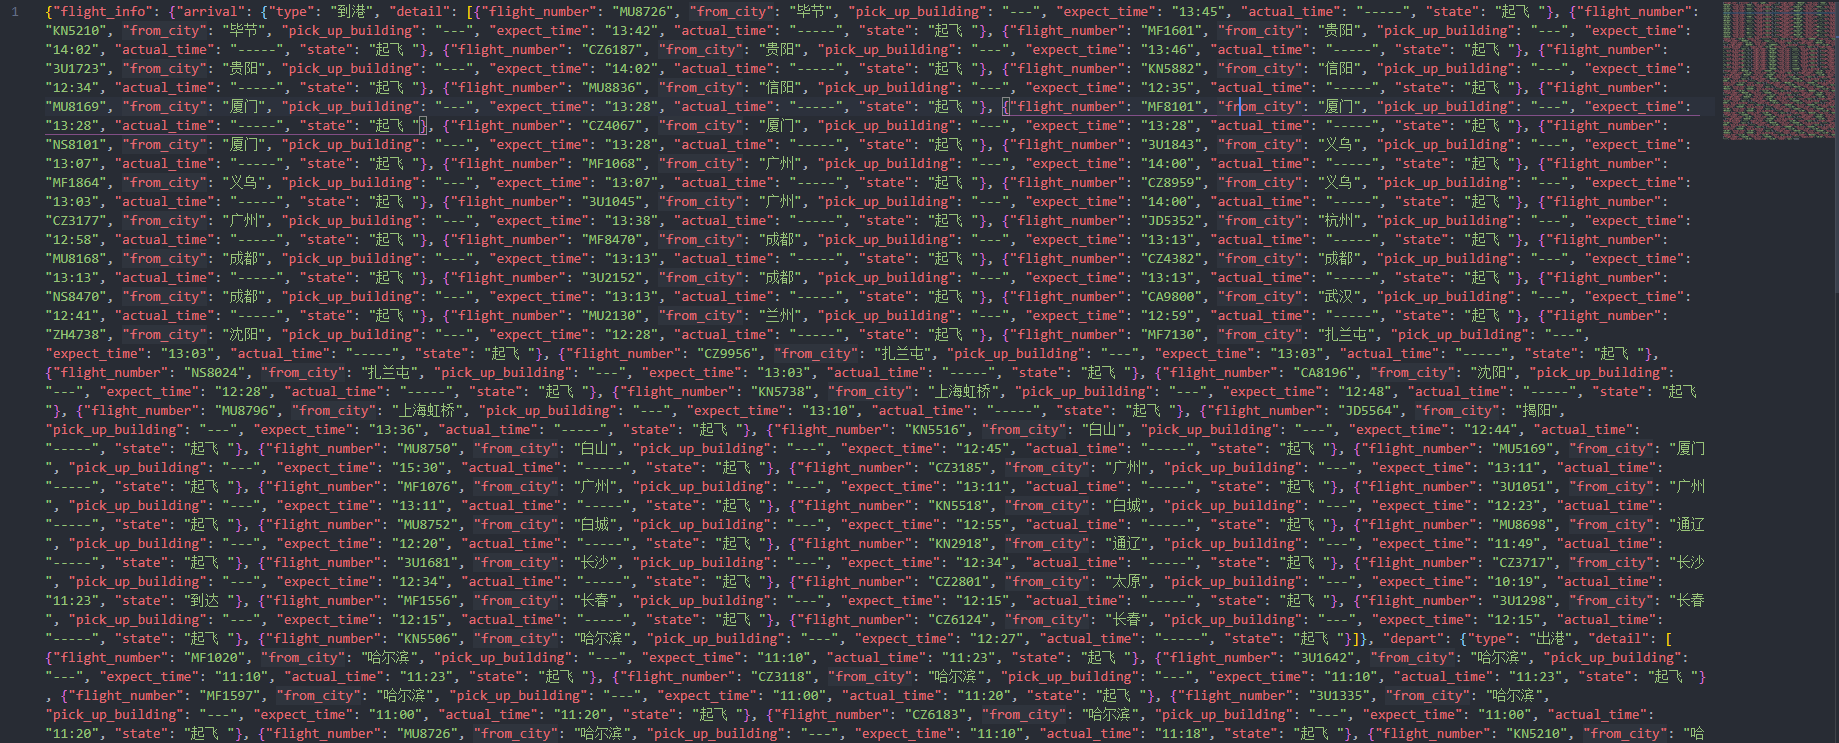 1 {"flight_info": {"arrival": {"type": "到港", "detail": [{"flight_number": "MU8726", "from_city": "毕节", "pick_up_building": "---", "expect_time": "13:45", "actual_time": "-----", "state": "起飞 "}, {"flight_number":
"KN5210", "from_city": "毕节", "pick_up_building": "---", "expect_time": "13:42", "actual_time": "-----", "state": "起飞 "}, {"flight_number": "MF1601", "from_city": "贵阳", "pick_up_building": "---", "expect_time":
"14:02", "actual_time": "-----", "state": "起飞 "}, {"flight_number": "CZ6187", "from_city": "贵阳", "pick_up_building": "---", "expect_time": "13:46", "actual_time": "-----", "state": "起飞 "}, {"flight_number":
"3U1723", "from_city": "贵阳", "pick_up_building": "---", "expect_time": "14:02", "actual_time": "-----", "state": "起飞 "}, {"flight_number": "KN5882", "from_city": "信阳", "pick_up_building": "---", "expect_time":
"12:34", "actual_time": "-----", "state": "起飞 "}, {"flight_number": "MU8836", "from_city": "信阳", "pick_up_building": "---", "expect_time": "12:35", "actual_time": "-----", "state": "起飞 "}, {"flight_number":
"MU8169", "from_city": "厦门", "pick_up_building": "---", "expect_time": "13:28", "actual_time": "-----", "state": "起飞 "}, {"flight_number": "MF8101", "from_city": "厦门", "pick_up_building": "---", "expect_time":
"13:28", "actual_time": "-----", "state": "起飞 "}, {"flight_number": "CZ4067", "from_city": "厦门", "pick_up_building": "---", "expect_time": "13:28", "actual_time": "-----", "state": "起飞 "}, {"flight_number":
"NS8101", "from_city": "厦门", "pick_up_building": "---", "expect_time": "13:28", "actual_time": "-----", "state": "起飞 "}, {"flight_number": "3U1843", "from_city": "义乌", "pick_up_building": "---", "expect_time":
"13:07", "actual_time": "-----", "state": "起飞 "}, {"flight_number": "MF1068", "from_city": "广州", "pick_up_building": "---", "expect_time": "14:00", "actual_time": "-----", "state": "起飞 "}, {"flight_number":
"MF1864", "from_city": "义乌", "pick_up_building": "---", "expect_time": "13:07", "actual_time": "-----", "state": "起飞 "}, {"flight_number": "CZ8959", "from_city": "义乌", "pick_up_building": "---", "expect_time":
"13:03", "actual_time": "-----", "state": "起飞 "}, {"flight_number": "3U1045", "from_city": "广州", "pick_up_building": "---", "expect_time": "14:00", "actual_time": "-----", "state": "起飞 "}, {"flight_number":
"CZ3177", "from_city": "广州", "pick_up_building": "---", "expect_time": "13:38", "actual_time": "-----", "state": "起飞 "}, {"flight_number": "JD5352", "from_city": "杭州", "pick_up_building": "---", "expect_time":
"12:58", "actual_time": "-----", "state": "起飞 "}, {"flight_number": "MF8470", "from_city": "成都", "pick_up_building": "---", "expect_time": "13:13", "actual_time": "-----", "state": "起飞 "}, {"flight_number":
"MU8168", "from_city": "成都", "pick_up_building": "---", "expect_time": "13:13", "actual_time": "-----", "state": "起飞 "}, {"flight_number": "CZ4382", "from_city": "成都", "pick_up_building": "---", "expect_time":
"13:13", "actual_time": "-----", "state": "起飞 "}, {"flight_number": "3U2152", "from_city": "成都", "pick_up_building": "---", "expect_time": "13:13", "actual_time": "-----", "state": "起飞 "}, {"flight_number":
"NS8470", "from_city": "成都", "pick_up_building": "---", "expect_time": "13:13", "actual_time": "-----", "state": "起飞 "}, {"flight_number": "CA9800", "from_city": "武汉", "pick_up_building": "---", "expect_time":
"12:41", "actual_time": "-----", "state": "起飞 "}, {"flight_number": "MU2130", "from_city": "兰州", "pick_up_building": "---", "expect_time": "12:59", "actual_time": "-----", "state": "起飞 "}, {"flight_number":
"ZH4738", "from_city": "沈阳", "pick_up_building": "---", "expect_time": "12:28", "actual_time": "-----", "state": "起飞 "}, {"flight_number": "MF7130", "from_city": "扎兰屯", "pick_up_building": "---",
"expect_time": "13:03", "actual_time": "-----", "state": "起飞 "}, {"flight_number": "CZ9956", "from_city": "扎兰屯", "pick_up_building": "---", "expect_time": "13:03", "actual_time": "-----", "state": "起飞 "},
{"flight_number": "NS8024", "from_city": "扎兰屯", "pick_up_building": "---", "expect_time": "13:03", "actual_time": "-----", "state": "起飞 "}, {"flight_number": "CA8196", "from_city": "沈阳", "pick_up_building":
"---", "expect_time": "12:28", "actual_time": "-----", "state": "起飞 "}, {"flight_number": "KN5738", "from_city": "上海虹桥", "pick_up_building": "---", "expect_time": "12:48", "actual_time": "-----", "state": "起飞
"}, {"flight_number": "MU8796", "from_city": "上海虹桥", "pick_up_building": "---", "expect_time": "13:10", "actual_time": "-----", "state": "起飞 "}, {"flight_number": "JD5564", "from_city": "揭阳",
"pick_up_building": "---", "expect_time": "13:36", "actual_time": "-----", "state": "起飞 "}, {"flight_number": "KN5516", "from_city": "白山", "pick_up_building": "---", "expect_time": "12:44", "actual_time":
"-----", "state": "起飞 "}, {"flight_number": "MU8750", "from_city": "白山", "pick_up_building": "---", "expect_time": "12:45", "actual_time": "-----", "state": "起飞 "}, {"flight_number": "MU5169", "from_city": "厦门
", "pick_up_building": "---", "expect_time": "15:30", "actual_time": "-----", "state": "起飞 "}, {"flight_number": "CZ3185", "from_city": "广州", "pick_up_building": "---", "expect_time": "13:11", "actual_time":
"-----", "state": "起飞 "}, {"flight_number": "MF1076", "from_city": "广州", "pick_up_building": "---", "expect_time": "13:11", "actual_time": "-----", "state": "起飞 "}, {"flight_number": "3U1051", "from_city": "广州
", "pick_up_building": "---", "expect_time": "13:11", "actual_time": "-----", "state": "起飞 "}, {"flight_number": "KN5518", "from_city": "白城", "pick_up_building": "---", "expect_time": "12:23", "actual_time":
"-----", "state": "起飞 "}, {"flight_number": "MU8752", "from_city": "白城", "pick_up_building": "---", "expect_time": "12:55", "actual_time": "-----", "state": "起飞 "}, {"flight_number": "MU8698", "from_city": "通辽
", "pick_up_building": "---", "expect_time": "12:20", "actual_time": "-----", "state": "起飞 "}, {"flight_number": "KN2918", "from_city": "通辽", "pick_up_building": "---", "expect_time": "11:49", "actual_time":
"-----", "state": "起飞 "}, {"flight_number": "3U1681", "from_city": "长沙", "pick_up_building": "---", "expect_time": "12:34", "actual_time": "-----", "state": "起飞 "}, {"flight_number": "CZ3717", "from_city": "长沙
", "pick_up_building": "---", "expect_time": "12:34", "actual_time": "-----", "state": "起飞 "}, {"flight_number": "CZ2801", "from_city": "太原", "pick_up_building": "---", "expect_time": "10:19", "actual_time":
"11:23", "state": "到达 "}, {"flight_number": "MF1556", "from_city": "长春", "pick_up_building": "---", "expect_time": "12:15", "actual_time": "-----", "state": "起飞 "}, {"flight_number": "3U1298", "from_city": "长春
", "pick_up_building": "---", "expect_time": "12:15", "actual_time": "-----", "state": "起飞 "}, {"flight_number": "CZ6124", "from_city": "长春", "pick_up_building": "---", "expect_time": "12:15", "actual_time":
"-----", "state": "起飞 "}, {"flight_number": "KN5506", "from_city": "哈尔滨", "pick_up_building": "---", "expect_time": "12:27", "actual_time": "-----", "state": "起飞 "}]}, "depart": {"type": "出港", "detail": [
{"flight_number": "MF1020", "from_city": "哈尔滨", "pick_up_building": "---", "expect_time": "11:10", "actual_time": "11:23", "state": "起飞 "}, {"flight_number": "3U1642", "from_city": "哈尔滨", "pick_up_building":
"---", "expect_time": "11:10", "actual_time": "11:23", "state": "起飞 "}, {"flight_number": "CZ3118", "from_city": "哈尔滨", "pick_up_building": "---", "expect_time": "11:10", "actual_time": "11:23", "state": "起飞 "}
, {"flight_number": "MF1597", "from_city": "哈尔滨", "pick_up_building": "---", "expect_time": "11:00", "actual_time": "11:20", "state": "起飞 "}, {"flight_number": "3U1335", "from_city": "哈尔滨",
"pick_up_building": "---", "expect_time": "11:00", "actual_time": "11:20", "state": "起飞 "}, {"flight_number": "CZ6183", "from_city": "哈尔滨", "pick_up_building": "---", "expect_time": "11:00", "actual_time":
"11:20", "state": "起飞 "}, {"flight_number": "MU8726", "from_city": "哈尔滨", "pick_up_building": "---", "expect_time": "11:10", "actual_time": "11:18", "state": "起飞 "}, {"flight_number": "KN5210", "from_city": "哈